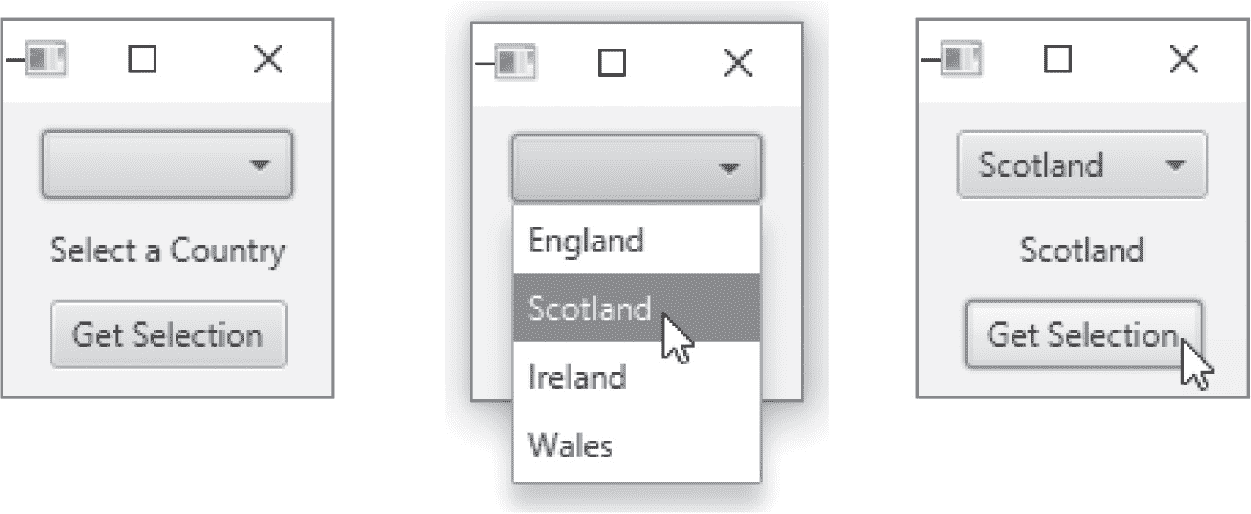 Select a Country
Get Selection
England
Scotland
Ireland
Wales
Scotland
Scotland
Get Selection